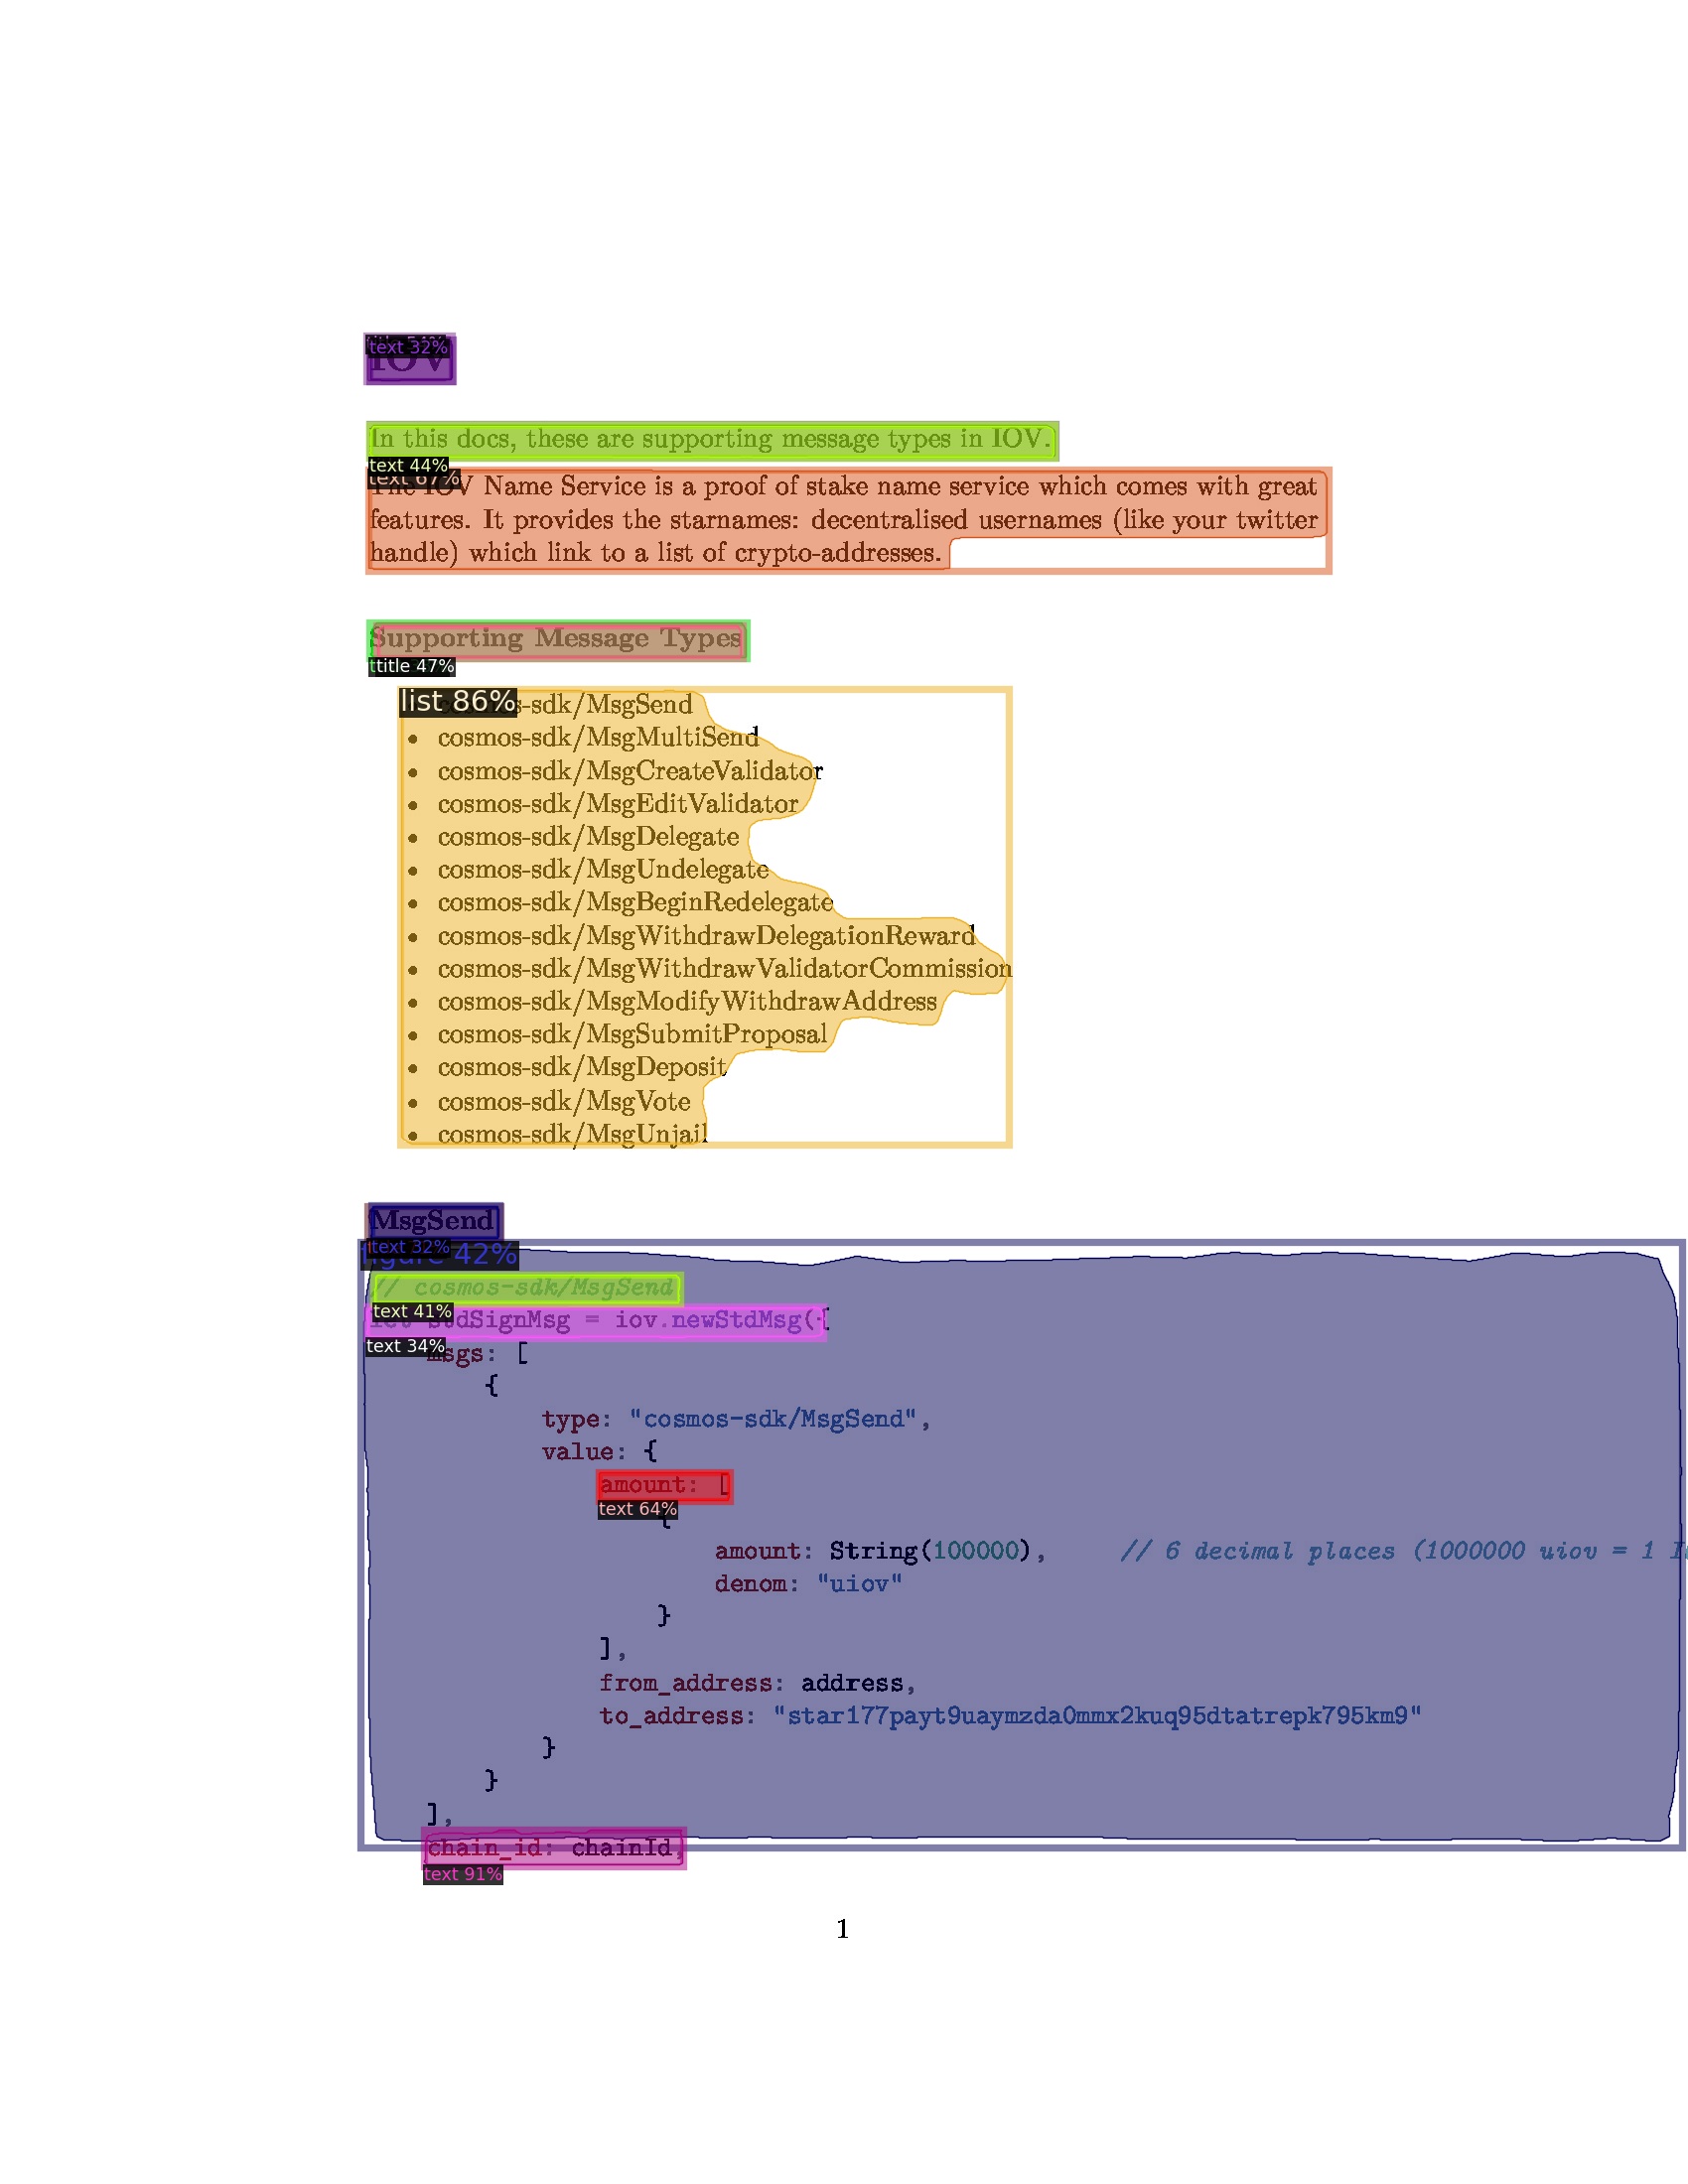 text 32%
IOV
In this docs, these are supporting message types in IOV.
text 44%
text 67%
The IOV Name Service is a proof of stake name service which comes with great
features. It provides the starnames: decentralised usernames (like your twitter
handle) which link to a list of crypto-addresses.
Supporting Message Types
title 47%
list 86%
-sdk/MsgSend
• cosmos-sdk/MsgMultiSend
• cosmos-sdk/MsgCreateValidator
• cosmos-sdk/MsgEditValidator
• cosmos-sdk/MsgDelegate
• cosmos-sdk/MsgUndelegate
• cosmos-sdk/MsgBeginRedelegate
• cosmos-sdk/MsgWithdrawDelegationReward
• cosmos-sdk/MsgWithdrawValidatorCommission
• cosmos-sdk/MsgModifyWithdrawAddress
• cosmos-sdk/MsgSubmitProposal
• cosmos-sdk/MsgDeposit
• cosmos-sdk/MsgVote
• cosmos-sdk/MsgUnjail
MsgSend
text 32%
figure 42%
// cosmos-sdk/MsgSend
text 41%
let stdSignMsg = iov.newStdMsg({
text 34%
msgs: [
{
type: "cosmos-sdk/MsgSend",
value: {
amount: [
text 64%
{
amount: String(100000), // 6 decimal places (1000000 uiov = 1
denom: "uiov"
}
],
from_address: address,
to_address: "star177payt9uaymzda0mmx2kuq95dtatrepk795km9"
}
}
],
chain_id: chainId,
text 91%
1